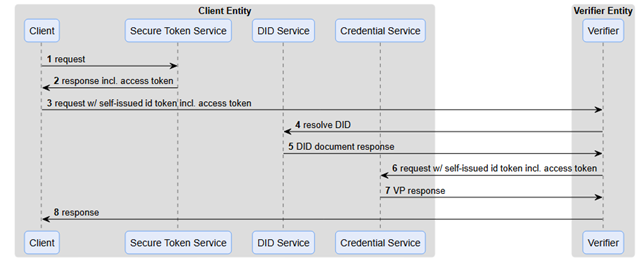 Client Entity
Verifier Entity
Client
Secure Token Service
DID Service
Credential Service
Verifier
1 request
2 response incl. access token
3 request w/ self-issued id token incl. access token
4 resolve DID
5 DID document response
6 request w/ self-issued id token incl. access token
7 VP response
8 response
Client
Secure Token Service
DID Service
Credential Service
Verifier